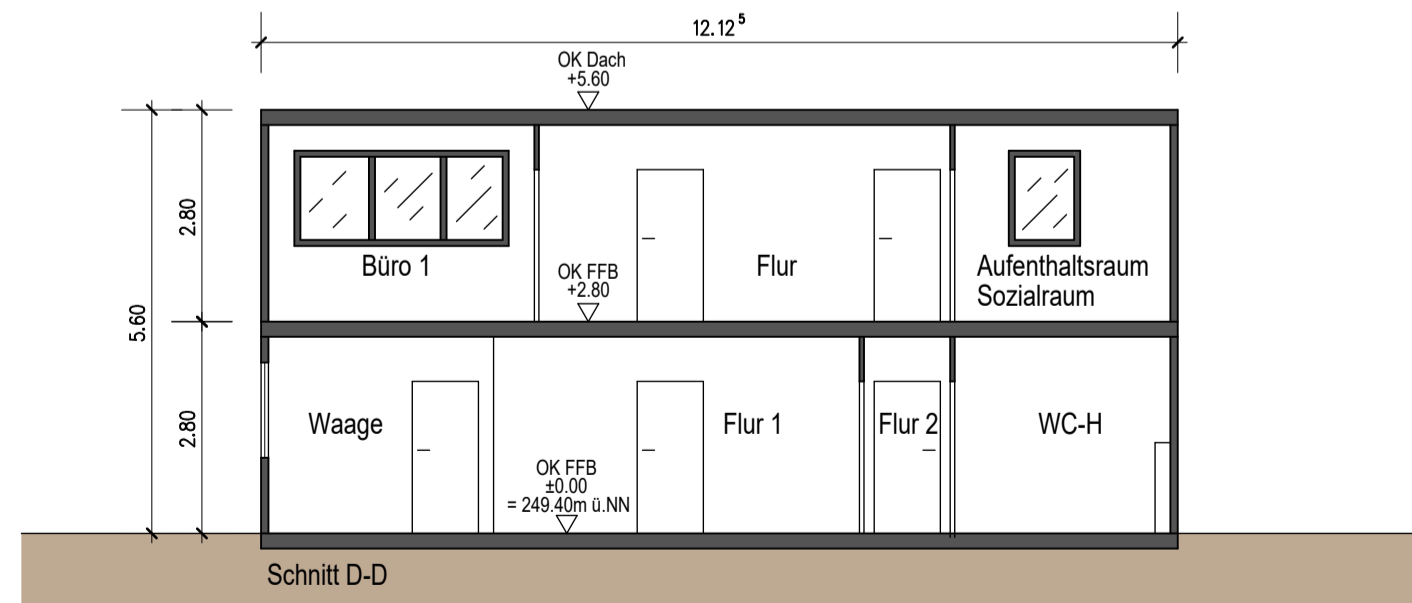 12.12⁵
OK Dach
+5.60
2.80
Büro 1
OK FFB
+2.80
Flur
Aufenthaltsraum
Sozialraum
5.60
2.80
Waage
Flur 1
Flur 2
WC-H
OK FFB
±0.00
= 249.40m ü.NN
Schnitt D-D